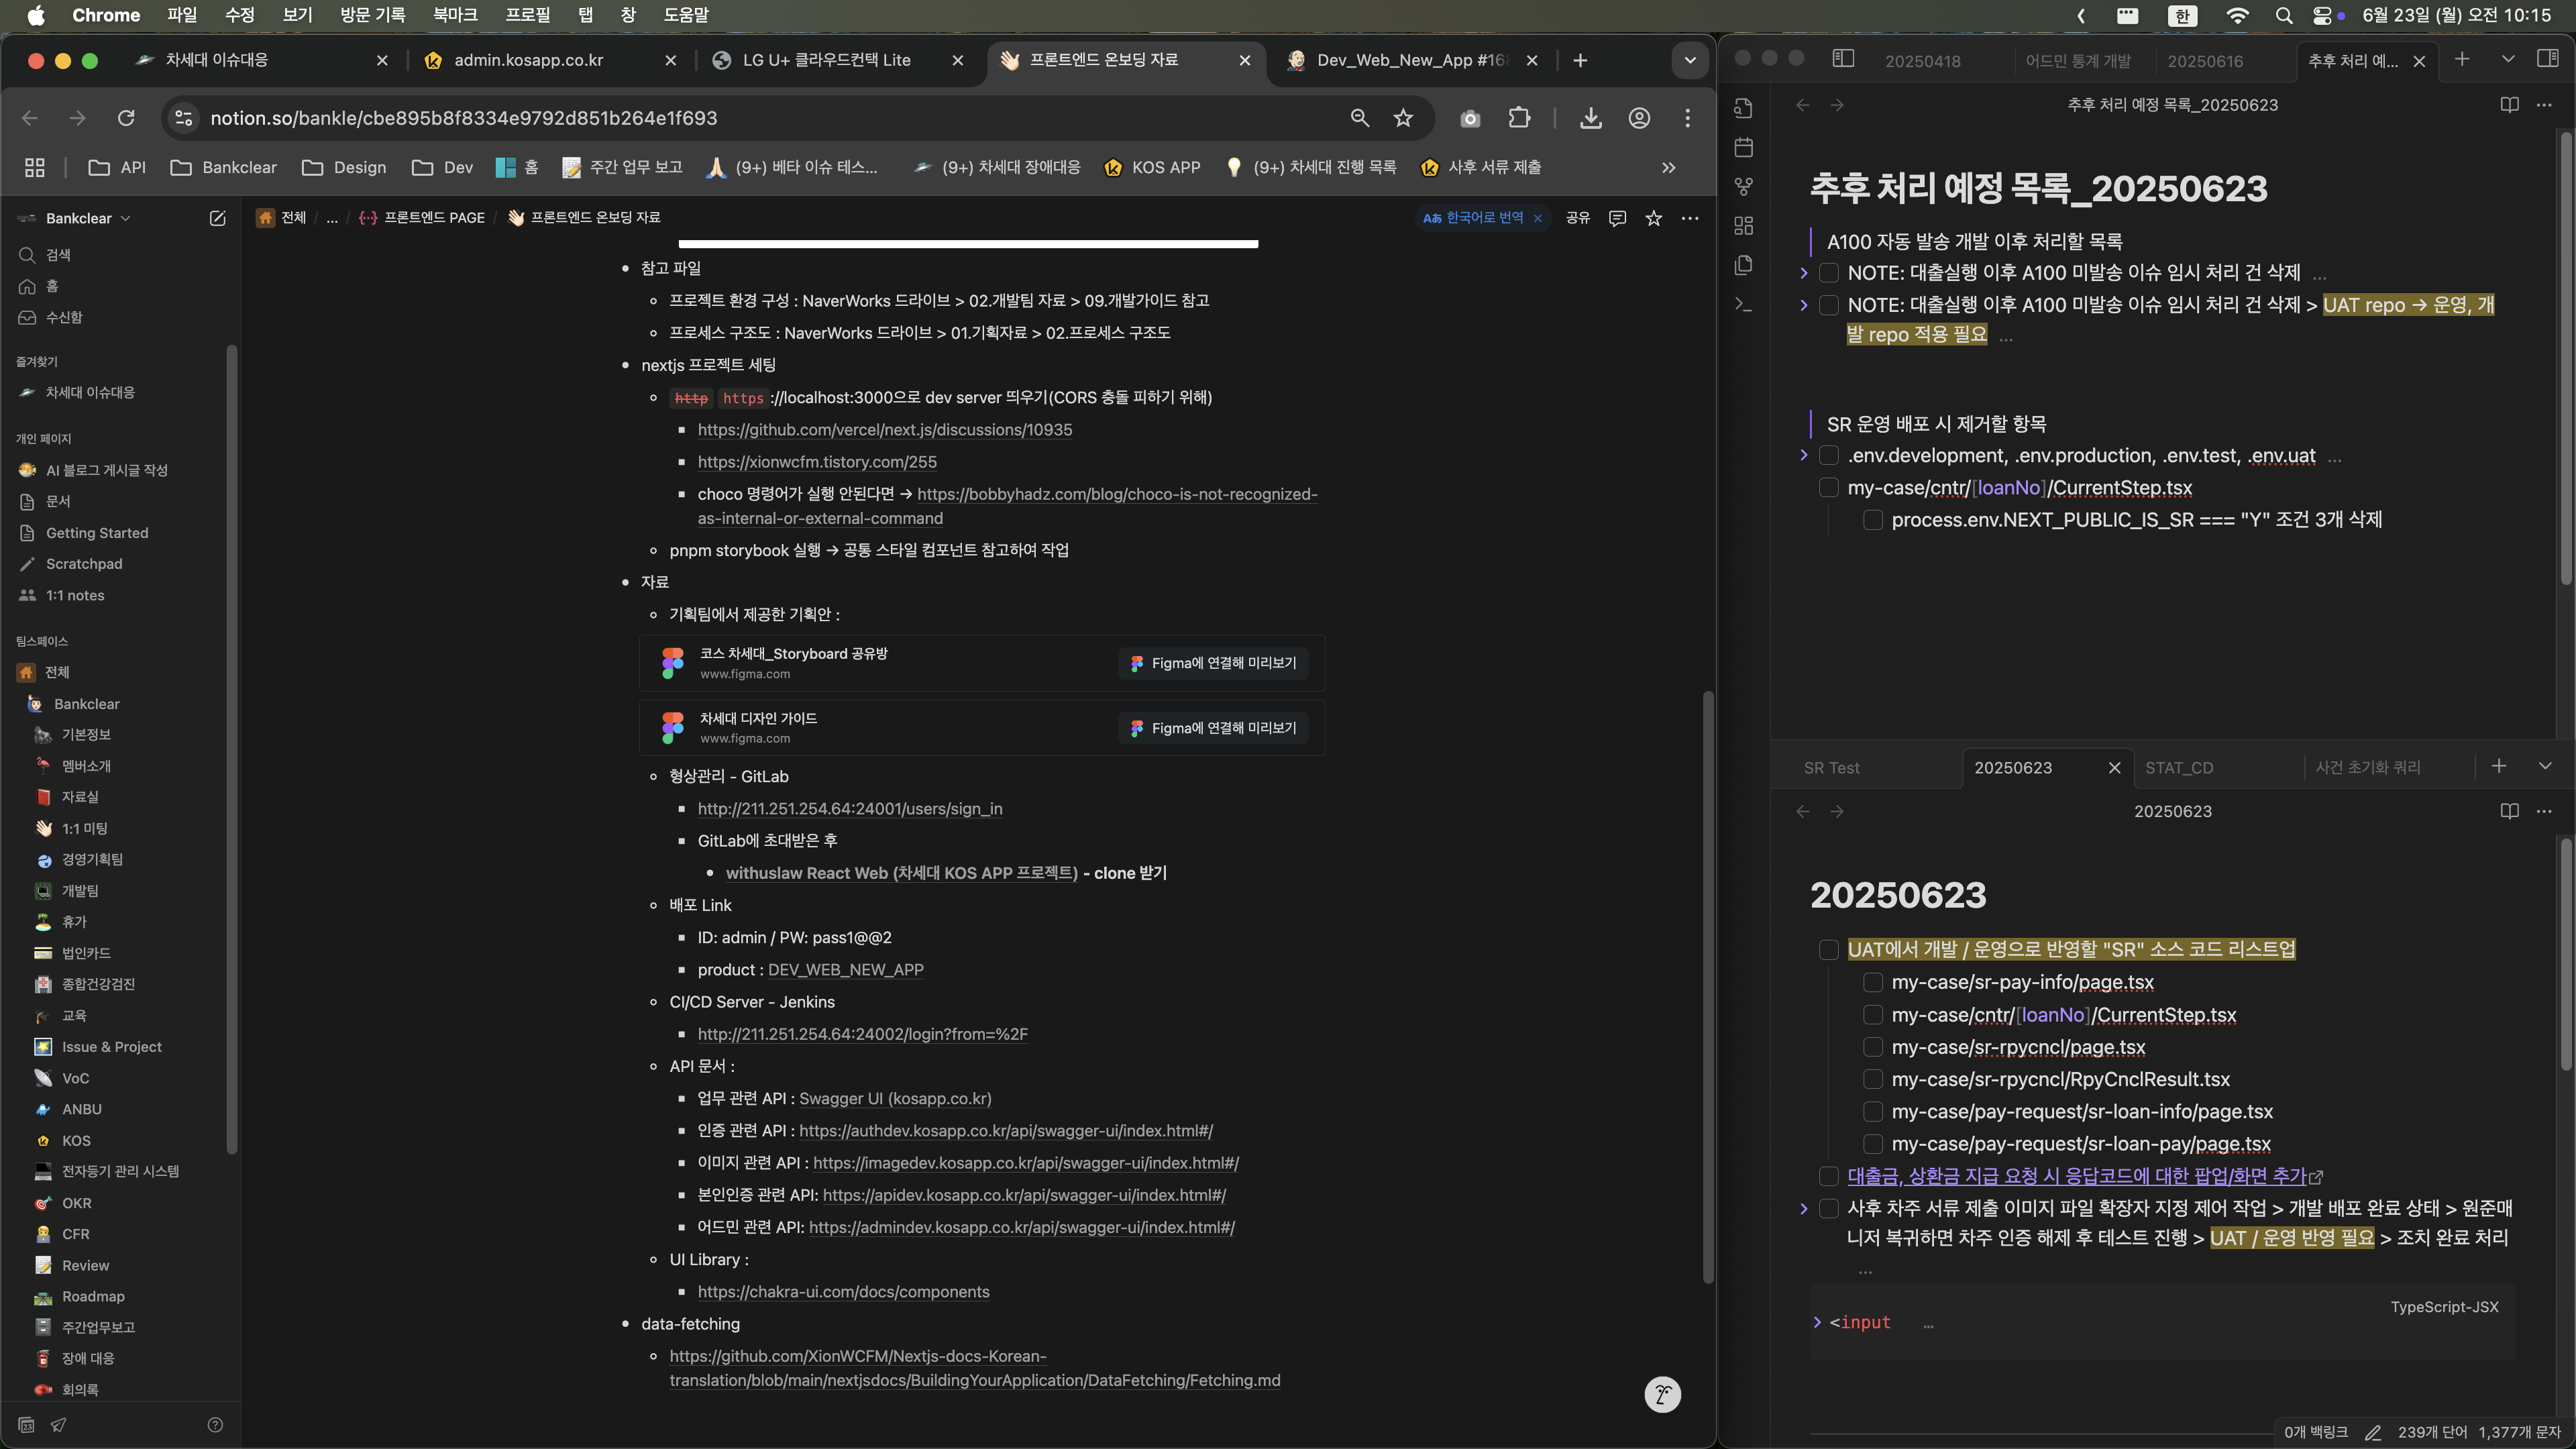 Chrome 파일 수정 보기 방문 기록 북마크 프로필 탭 창 도움말
한 6월 23일 (월) 오전 10:15
차세대 이슈대응
admin.kosapp.co.kr
LG U+ 클라우드컨택 Lite
프론트엔드 온보딩 자료
Dev_Web_New_App #16
notion.so/bankle/cbe895b8f8334e9792d851b264e1f693
API
Bankclear
Design
Dev
홈
주간 업무 보고
(9+) 베타 이슈 테스...
(9+) 차세대 장애대응
KOS APP
(9+) 차세대 진행 목록
사후 서류 제출
Bankclear
검색
홈
수신함
즐겨찾기
차세대 이슈대응
개인 페이지
AI 블로그 게시글 작성
문서
Getting Started
Scratchpad
1:1 notes
팀스페이스
전체
Bankclear
기본정보
멤버소개
자료실
1:1 미팅
경영기획팀
개발팀
휴가
법인카드
종합건강검진
교육
Issue & Project
VoC
ANBU
KOS
전자등기 관리 시스템
OKR
CFR
Review
Roadmap
주간업무보고
장애 대응
회의록
전체 / ... / 프론트엔드 PAGE / 프론트엔드 온보딩 자료
한국어로 번역
공유
참고 파일
프로젝트 환경 구성 : NaverWorks 드라이브 > 02.개발팀 자료 > 09.개발가이드 참고
프로세스 구조도 : NaverWorks 드라이브 > 01.기획자료 > 02.프로세스 구조도
nextjs 프로젝트 세팅
http https ://localhost:3000으로 dev server 띄우기(CORS 충돌 피하기 위해)
https://github.com/vercel/next.js/discussions/10935
https://xionwcfm.tistory.com/255
choco 명령어가 실행 안된다면 → https://bobbyhadz.com/blog/choco-is-not-recognized-
as-internal-or-external-command
pnpm storybook 실행 → 공통 스타일 컴포넌트 참고하여 작업
자료
기획팀에서 제공한 기획안 :
코스 차세대_Storyboard 공유방
www.figma.com
Figma에 연결해 미리보기
차세대 디자인 가이드
www.figma.com
Figma에 연결해 미리보기
형상관리 - GitLab
http://211.251.254.64:24001/users/sign_in
GitLab에 초대받은 후
withuslaw React Web (차세대 KOS APP 프로젝트) - clone 받기
배포 Link
ID: admin / PW: pass1@@2
product : DEV_WEB_NEW_APP
CI/CD Server - Jenkins
http://211.251.254.64:24002/login?from=%2F
API 문서 :
업무 관련 API : Swagger UI (kosapp.co.kr)
인증 관련 API : https://authdev.kosapp.co.kr/api/swagger-ui/index.html#/
이미지 관련 API : https://imagedev.kosapp.co.kr/api/swagger-ui/index.html#/
본인인증 관련 API: https://apidev.kosapp.co.kr/api/swagger-ui/index.html#/
어드민 관련 API: https://admindev.kosapp.co.kr/api/swagger-ui/index.html#/
UI Library :
https://chakra-ui.com/docs/components
data-fetching
https://github.com/XionWCFM/Nextjs-docs-Korean-
translation/blob/main/nextjsdocs/BuildingYourApplication/DataFetching/Fetching.md
20250418
어드민 통계 개발
20250616
추후 처리 예...
추후 처리 예정 목록_20250623
추후 처리 예정 목록_20250623
A100 자동 발송 개발 이후 처리할 목록
NOTE: 대출실행 이후 A100 미발송 이슈 임시 처리 건 삭제 ...
NOTE: 대출실행 이후 A100 미발송 이슈 임시 처리 건 삭제 > UAT repo → 운영, 개
발 repo 적용 필요 ...
SR 운영 배포 시 제거할 항목
.env.development, .env.production, .env.test, .env.uat ...
my-case/cntr/[loanNo]/CurrentStep.tsx
process.env.NEXT_PUBLIC_IS_SR === "Y" 조건 3개 삭제
SR Test
20250623
STAT_CD
사건 초기화 쿼리
20250623
20250623
UAT에서 개발 / 운영으로 반영할 "SR" 소스 코드 리스트업
my-case/sr-pay-info/page.tsx
my-case/cntr/[loanNo]/CurrentStep.tsx
my-case/sr-rpycncl/page.tsx
my-case/sr-rpycncl/RpyCnclResult.tsx
my-case/pay-request/sr-loan-info/page.tsx
my-case/pay-request/sr-loan-pay/page.tsx
대출금, 상환금 지급 요청 시 응답코드에 대한 팝업/화면 추가
사후 차주 서류 제출 이미지 파일 확장자 지정 제어 작업 > 개발 배포 완료 상태 > 원준매
니저 복귀하면 차주 인증 해제 후 테스트 진행 > UAT / 운영 반영 필요 > 조치 완료 처리
...
TypeScript-JSX
<input ...
0개 백링크 239개 단어 1,377개 문자